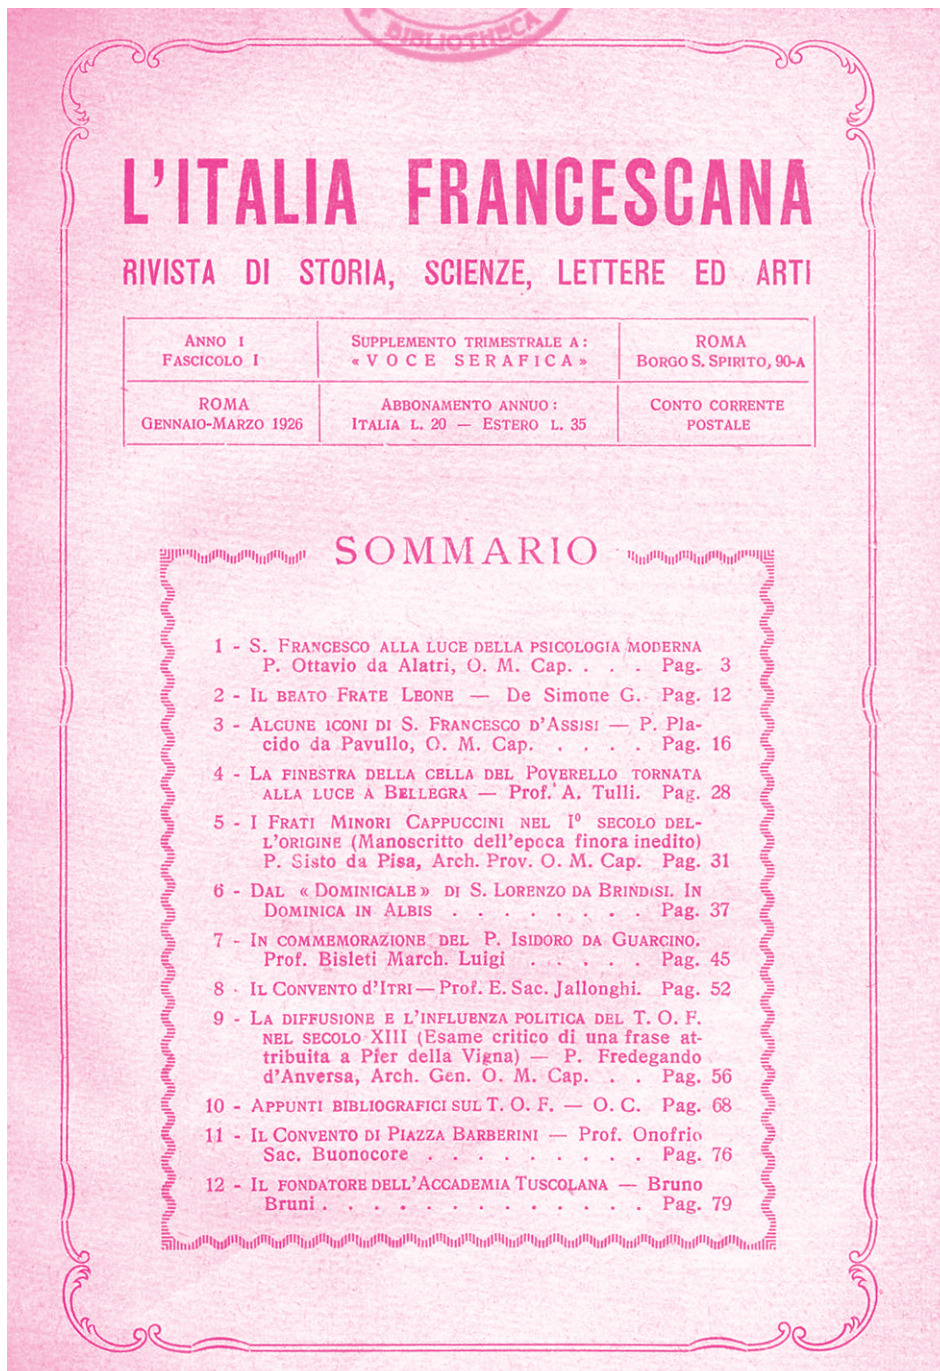 BIBLIOTHECA
L'ITALIA FRANCESCANA
RIVISTA DI STORIA, SCIENZE, LETTERE ED ARTI
ANNO I
FASCICOLO I
SUPPLEMENTO TRIMESTRALE A:
«VOCE SERAFICA»
ROMA
BORGO S. SPIRITO, 90-A
ROMA
GENNAIO-MARZO 1926
ABBONAMENTO ANNUO:
ITALIA L. 20 — ESTERO L. 35
CONTO CORRENTE
POSTALE
SOMMARIO
1 - S. FRANCESCO ALLA LUCE DELLA PSICOLOGIA MODERNA
P. Ottavio da Alatri, O. M. Cap. . . . Pag. 3
2 - IL BEATO FRATE LEONE — De Simone G. Pag. 12
3 - ALCUNE ICONI DI S. FRANCESCO D'ASSISI — P. Pla-
cido da Pavullo, O. M. Cap. . . . . . Pag. 16
4 - LA FINESTRA DELLA CELLA DEL POVERELLO TORNATA
ALLA LUCE A BELLEGRA — Prof. A. Tulli. Pag. 28
5 - I FRATI MINORI CAPPUCCINI NEL I⁰ SECOLO DEL-
L'ORIGINE (Manoscritto dell'epoca finora inedito)
P. Sisto da Pisa, Arch. Prov. O. M. Cap. Pag. 31
6 - DAL «DOMINICALE» DI S. LORENZO DA BRINDISI. IN
DOMINICA IN ALBIS . . . . . . . . Pag. 37
7 - IN COMMEMORAZIONE DEL P. ISIDORO DA GUARCINO.
Prof. Bisleti March. Luigi . . . . . Pag. 45
8 - IL CONVENTO d'ITRI — Prof. E. Sac. Jallonghi. Pag. 52
9 - LA DIFFUSIONE E L'INFLUENZA POLITICA DEL T. O. F.
NEL SECOLO XIII (Esame critico di una frase at-
tribuita a Pier della Vigna) — P. Fredegando
d'Anversa, Arch. Gen. O. M. Cap. . . Pag. 56
10 - APPUNTI BIBLIOGRAFICI SUL T. O. F. — O. C. Pag. 68
11 - IL CONVENTO DI PIAZZA BARBERINI — Prof. Onofrio
Sac. Buonocore . . . . . . . . . Pag. 76
12 - IL FONDATORE DELL'ACCADEMIA TUSCOLANA — Bruno
Bruni . . . . . . . . . . . . . Pag. 79